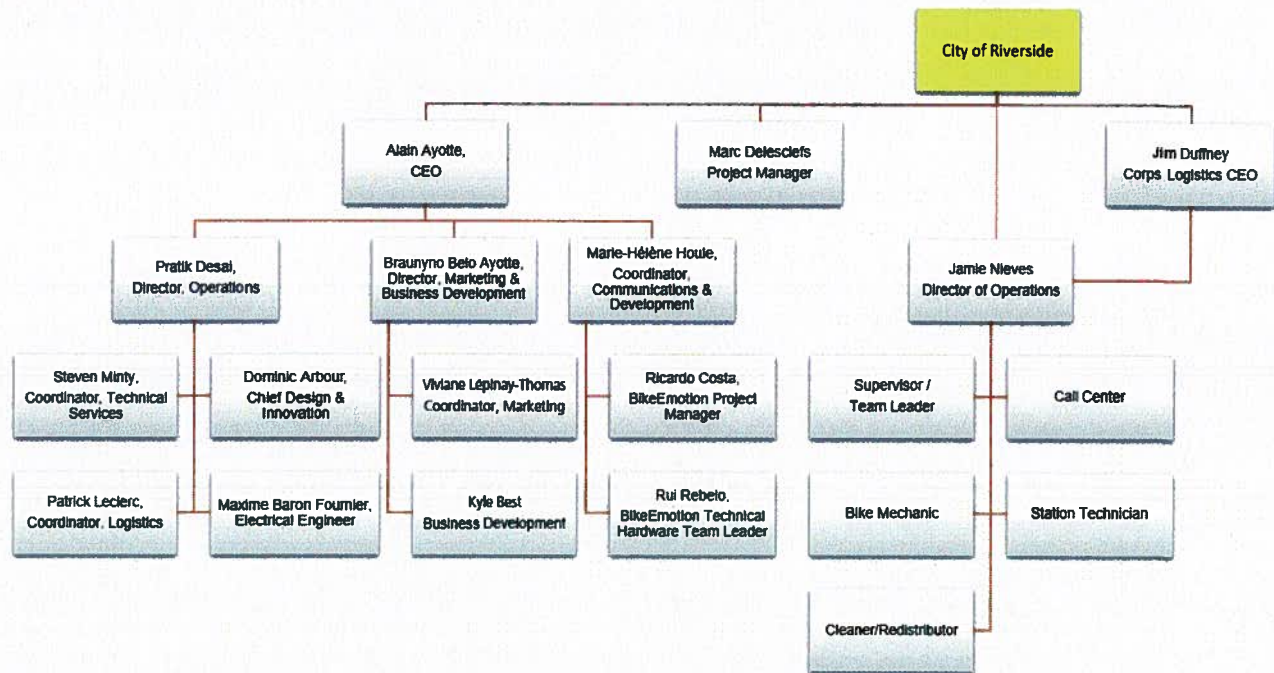 City of Riverside
Alain Ayotte,
CEO
Marc Delesclefs
Project Manager
Jim Duffney
Corps Logistics CEO
Pratik Desai,
Director, Operations
Braunyno Belo Ayotte,
Director, Marketing &
Business Development
Marie-Hélène Houle,
Coordinator,
Communications &
Development
Jamie Nieves
Director of Operations
Steven Minty,
Coordinator, Technical
Services
Dominic Arbour,
Chief Design &
Innovation
Viviane Lépinay-Thomas
Coordinator, Marketing
Ricardo Costa,
BikeEmotion Project
Manager
Supervisor /
Team Leader
Call Center
Patrick Leclerc,
Coordinator, Logistics
Maxime Baron Fournier,
Electrical Engineer
Kyle Best
Business Development
Rui Rebelo,
BikeEmotion Technical
Hardware Team Leader
Bike Mechanic
Station Technician
Cleaner/Redistributor